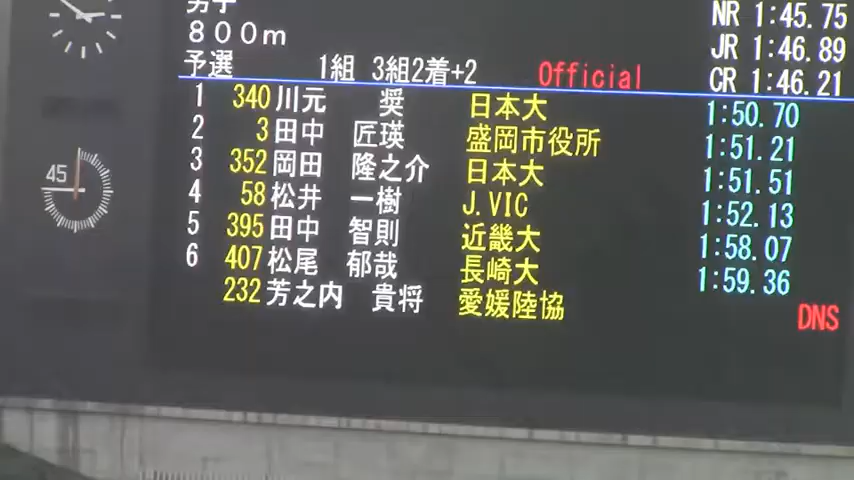 男子
NR 1:45.75
800m
JR 1:46.89
予選 1組 3組2着+2 Official CR 1:46.21
1 340 川元 奨 日本大 1:50.70
2 3 田中 匠瑛 盛岡市役所 1:51.21
3 352 岡田 隆之介 日本大 1:51.51
4 58 松井 一樹 J.VIC 1:52.13
5 395 田中 智則 近畿大 1:58.07
6 407 松尾 郁哉 長崎大 1:59.36
232 芳之内 貴将 愛媛陸協 DNS
45